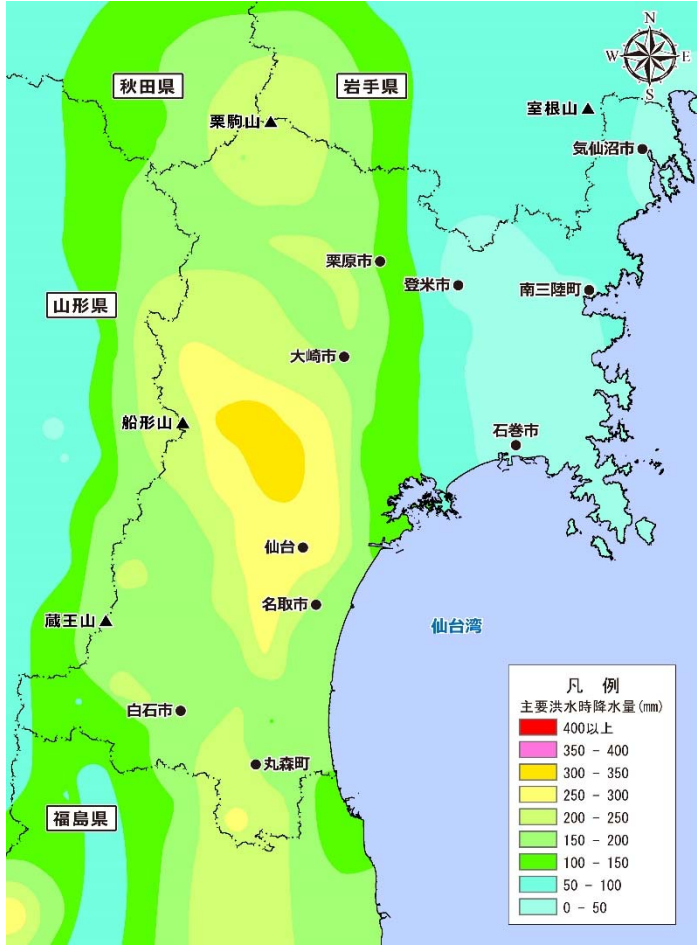 N
W E
S
秋田県
岩手県
栗駒山
室根山
気仙沼市
栗原市
登米市
南三陸町
山形県
大崎市
船形山
石巻市
仙台
名取市
蔵王山
仙台湾
白石市
丸森町
福島県
凡 例
主要洪水時降水量(mm)
400以上
350 - 400
300 - 350
250 - 300
200 - 250
150 - 200
100 - 150
50 - 100
0 - 50